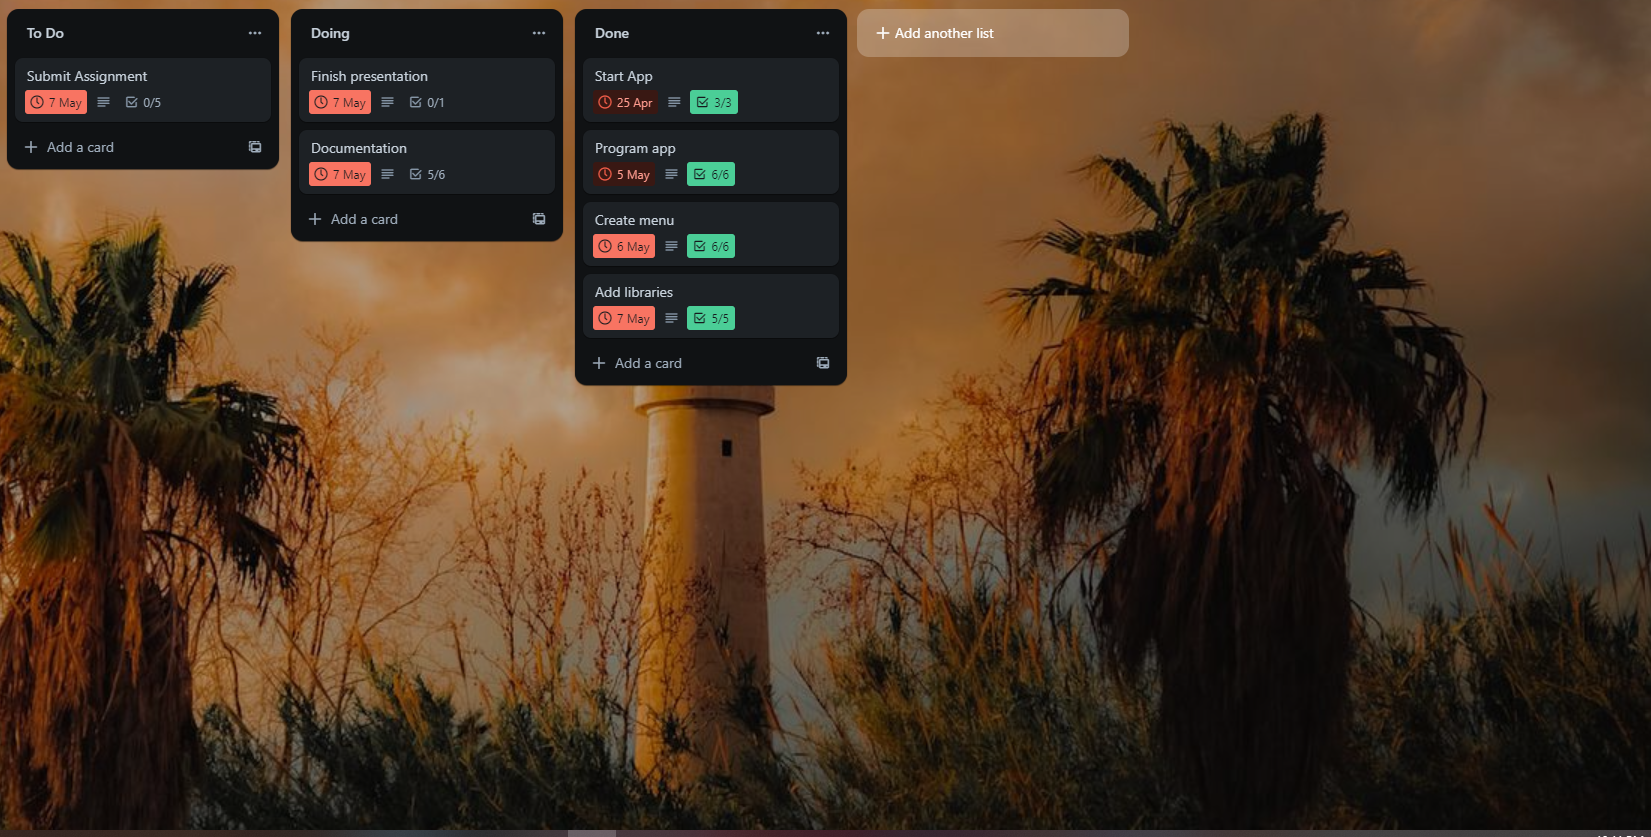 To Do
Submit Assignment
7 May 0/5
Add a card
Doing
Finish presentation
7 May 0/1
Documentation
7 May 5/6
Add a card
Done
Start App
25 Apr 3/3
Program app
5 May 6/6
Create menu
6 May 6/6
Add libraries
7 May 5/5
Add a card
Add another list